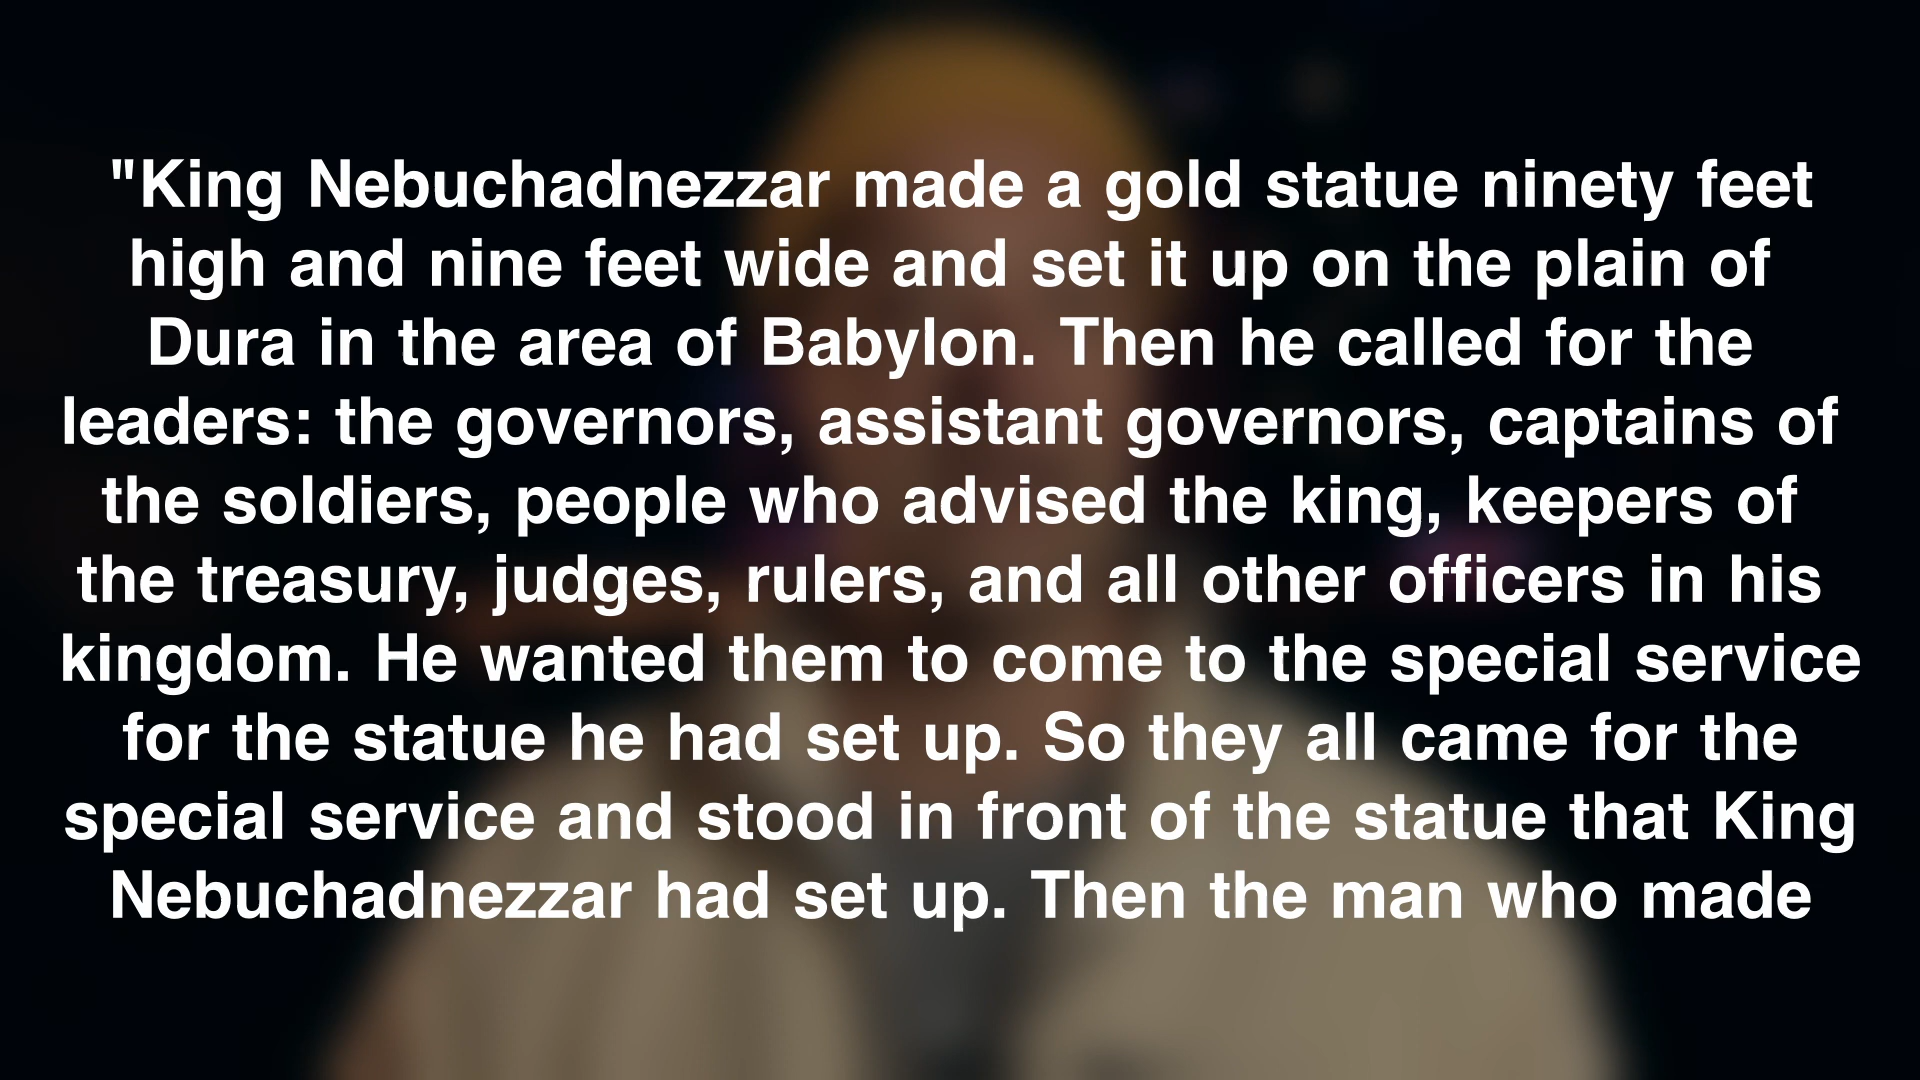 "King Nebuchadnezzar made a gold statue ninety feet
high and nine feet wide and set it up on the plain of
Dura in the area of Babylon. Then he called for the
leaders: the governors, assistant governors, captains of
the soldiers, people who advised the king, keepers of
the treasury, judges, rulers, and all other officers in his
kingdom. He wanted them to come to the special service
for the statue he had set up. So they all came for the
special service and stood in front of the statue that King
Nebuchadnezzar had set up. Then the man who made